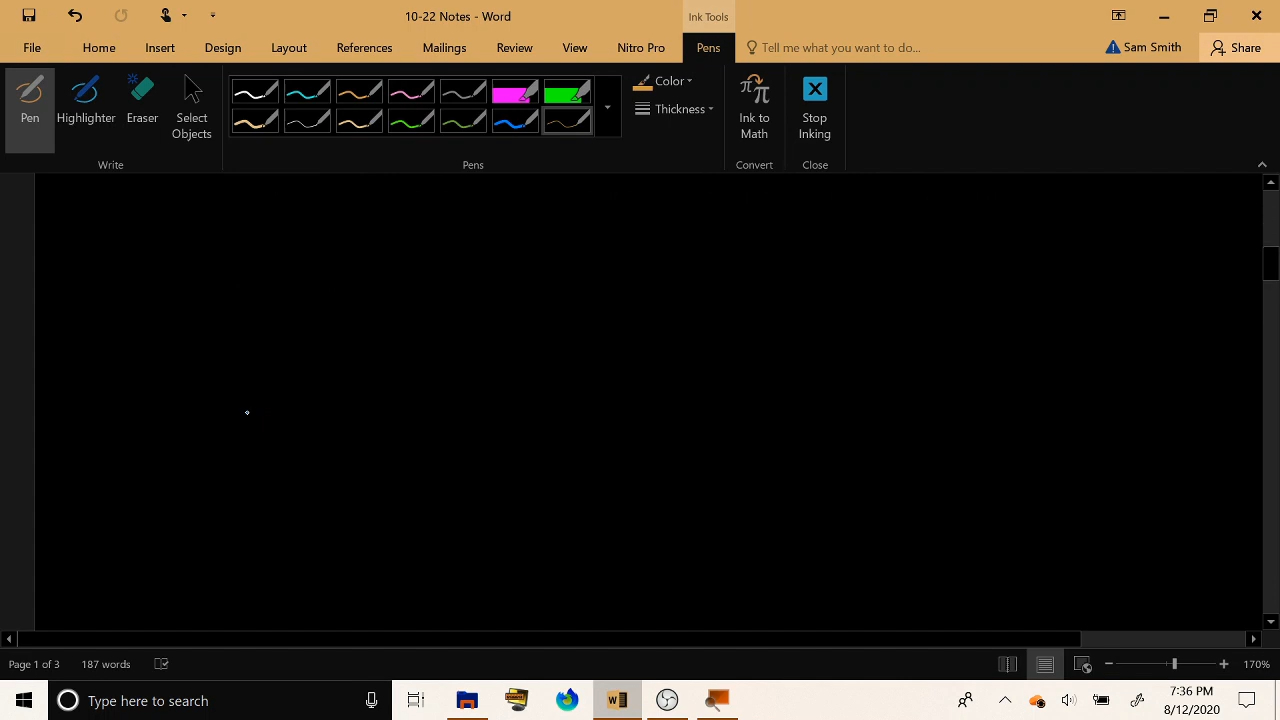 10-22 Notes - Word
Ink Tools
File
Home
Insert
Design
Layout
References
Mailings
Review
View
Nitro Pro
Pens
Tell me what you want to do...
Sam Smith
Share
Pen
Highlighter
Eraser
Select
Objects
Color
Thickness
Ink to
Math
Stop
Inking
Write
Pens
Convert
Close
Page 1 of 3
187 words
170%
Type here to search
7:36 PM
8/12/2020